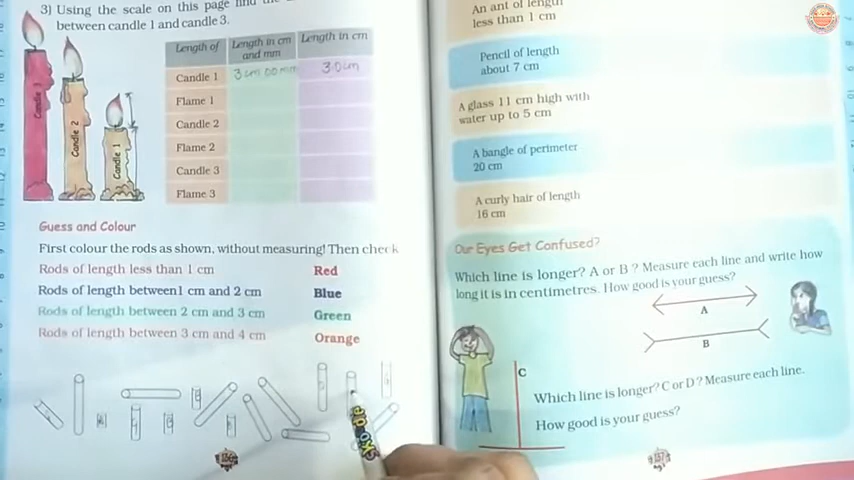 3) Using the scale on this page find the
between candle 1 and candle 3.
Length of
Length in cm and mm
Length in cm
Candle 1
3 cm 00 mm
3.0 cm
Flame 1
Candle 2
Flame 2
Candle 3
Flame 3
Candle 3
Candle 2
Candle 1
Guess and Colour
First colour the rods as shown, without measuring! Then check
Rods of length less than 1 cm Red
Rods of length between1 cm and 2 cm Blue
Rods of length between 2 cm and 3 cm Green
Rods of length between 3 cm and 4 cm Orange
An ant of length
less than 1 cm
Pencil of length
about 7 cm
A glass 11 cm high with
water up to 5 cm
A bangle of perimeter
20 cm
A curly hair of length
16 cm
Our Eyes Get Confused?
Which line is longer? A or B ? Measure each line and write how
long it is in centimetres. How good is your guess?
A
B
C
Which line is longer? C or D ? Measure each line.
How good is your guess?
157